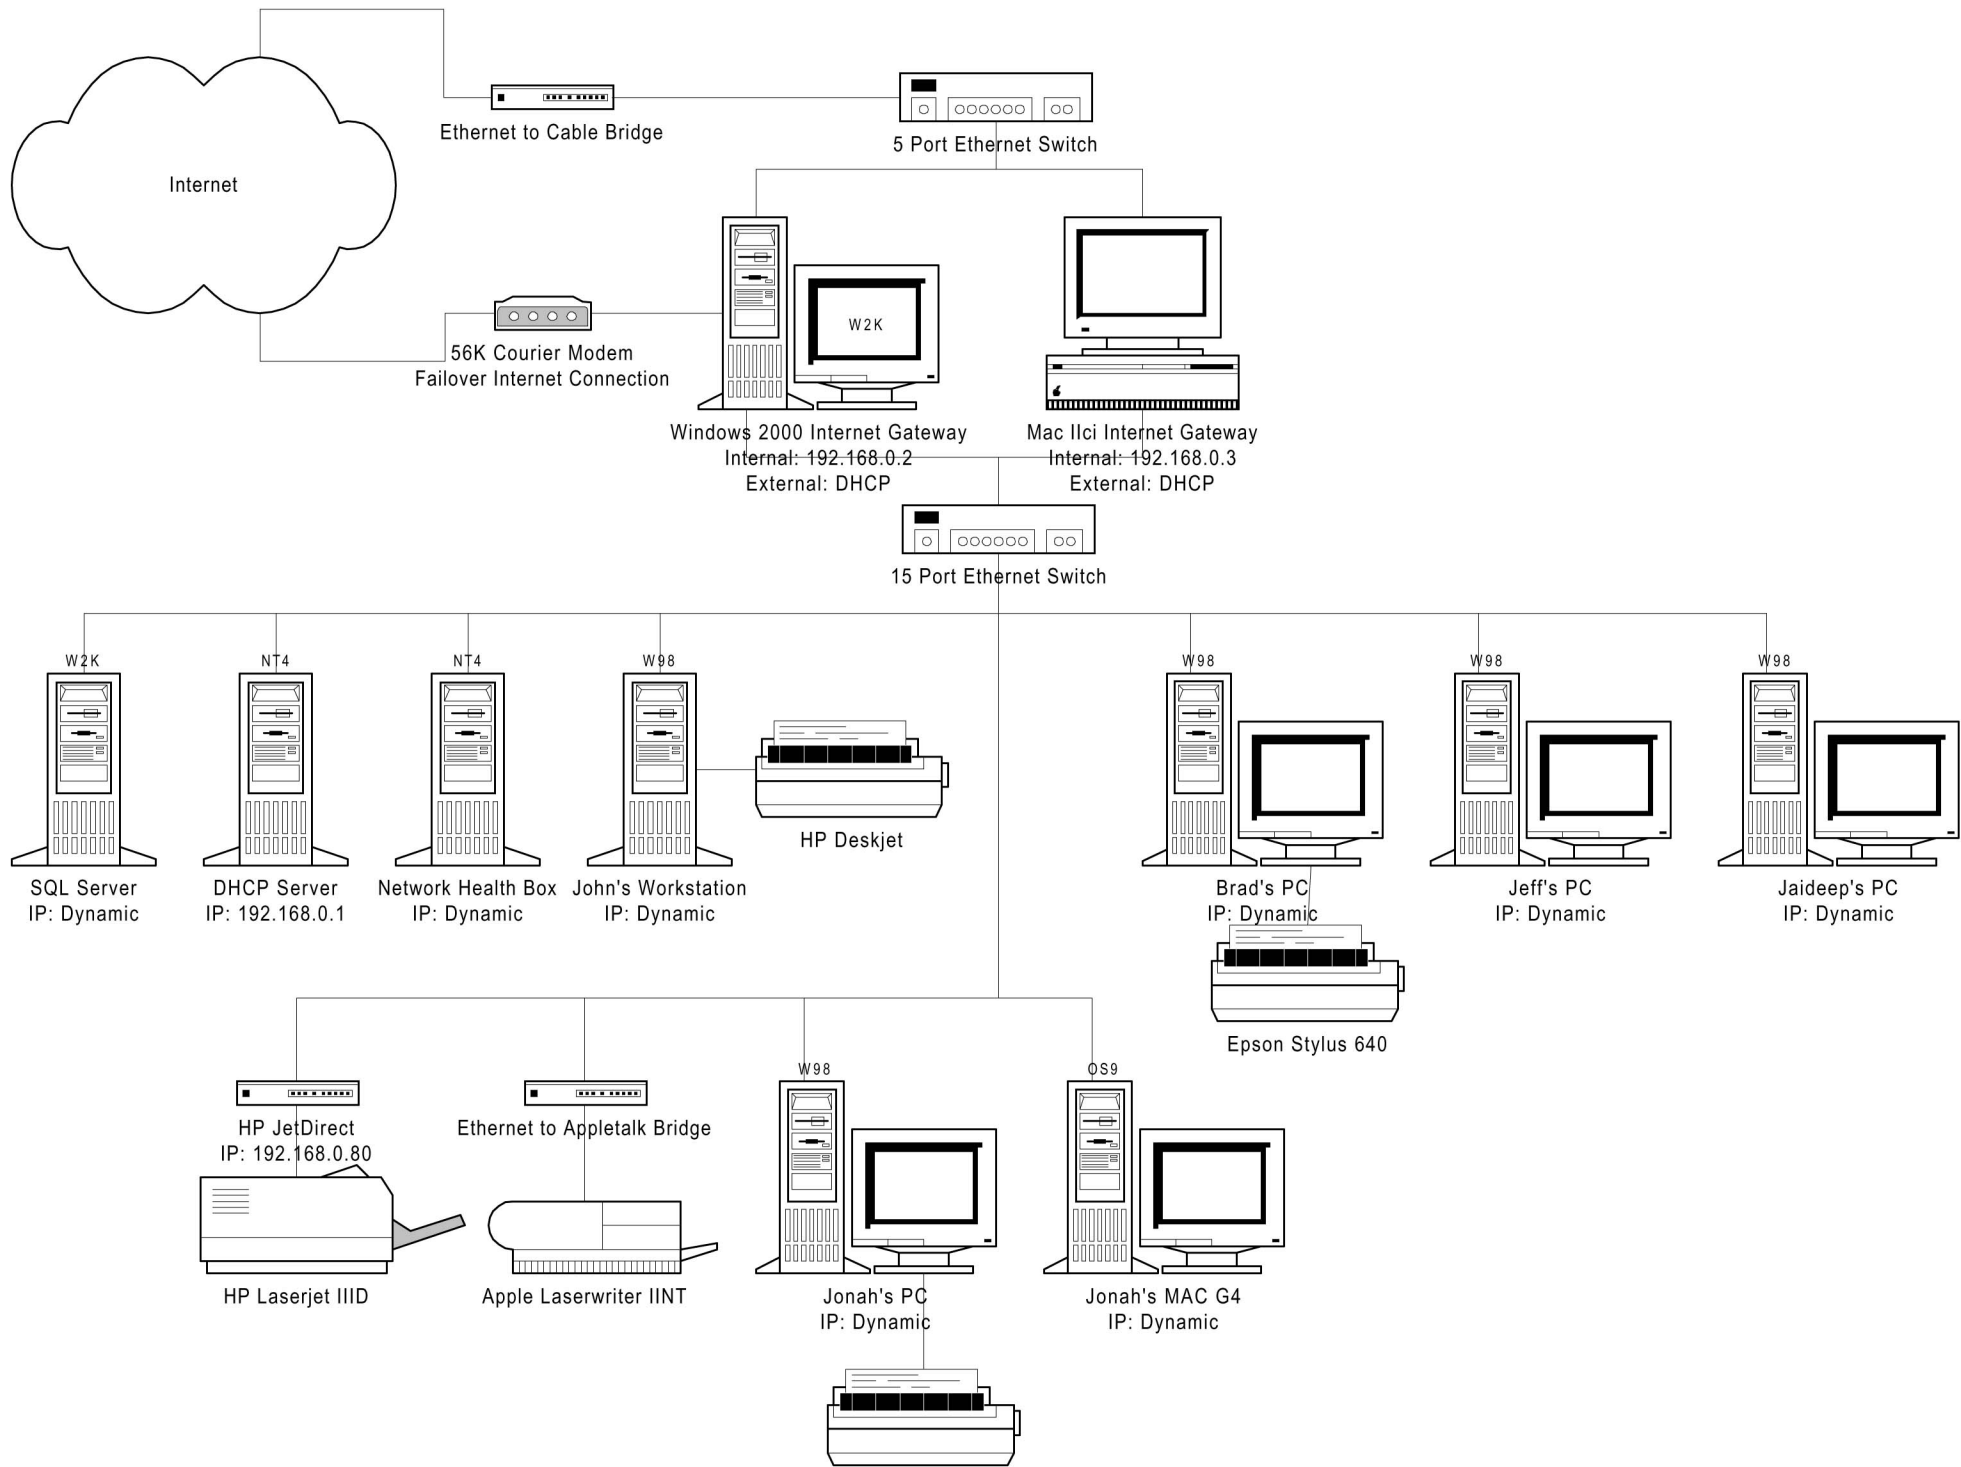 Ethernet to Cable Bridge
5 Port Ethernet Switch
Internet
W2K
56K Courier Modem
Failover Internet Connection
Windows 2000 Internet Gateway
Internal: 192.168.0.2
External: DHCP
Mac IIci Internet Gateway
Internal: 192.168.0.3
External: DHCP
15 Port Ethernet Switch
W2K
NT4
NT4
W98
W98
W98
W98
HP Deskjet
SQL Server
IP: Dynamic
DHCP Server
IP: 192.168.0.1
Network Health Box
IP: Dynamic
John's Workstation
IP: Dynamic
Brad's PC
IP: Dynamic
Jeff's PC
IP: Dynamic
Jaideep's PC
IP: Dynamic
Epson Stylus 640
W98
OS9
HP JetDirect
IP: 192.168.0.80
Ethernet to Appletalk Bridge
HP Laserjet IIID
Apple Laserwriter IINT
Jonah's PC
IP: Dynamic
Jonah's MAC G4
IP: Dynamic